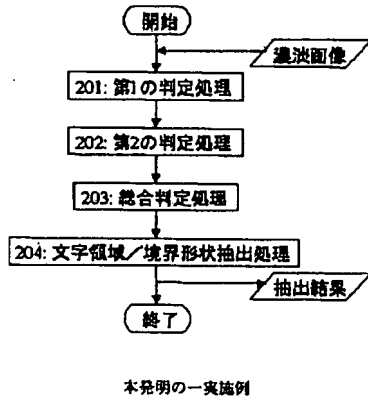 開始
濃淡画像
201: 第1の判定処理
202: 第2の判定処理
203: 総合判定処理
204: 文字領域／境界形状抽出処理
抽出結果
終了
本発明の一実施例